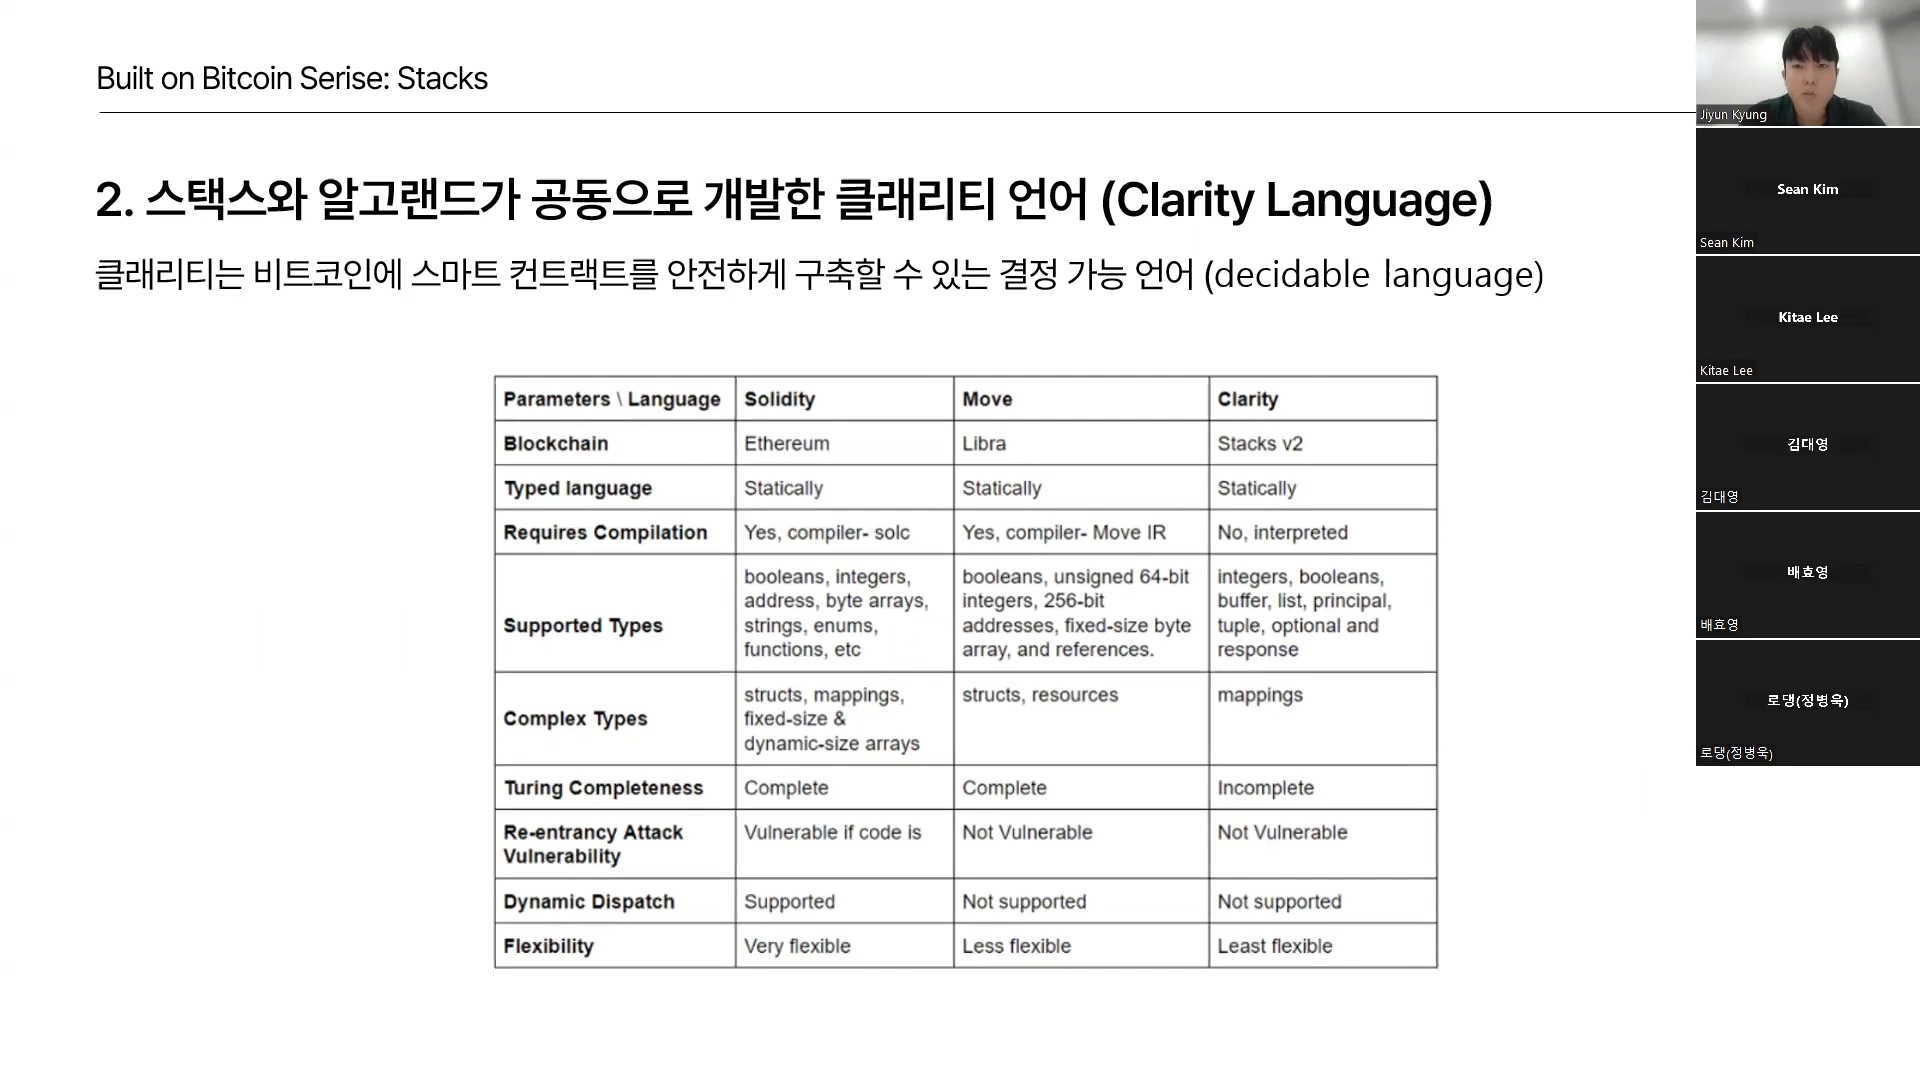 Built on Bitcoin Serise: Stacks
2. 스택스와 알고랜드가 공동으로 개발한 클래리티 언어 (Clarity Language)
클래리티는 비트코인에 스마트 컨트랙트를 안전하게 구축할 수 있는 결정 가능 언어 (decidable language)
Parameters \ Language Solidity Move Clarity
Blockchain Ethereum Libra Stacks v2
Typed language Statically Statically Statically
Requires Compilation Yes, compiler- solc Yes, compiler- Move IR No, interpreted
Supported Types
booleans, integers,
address, byte arrays,
strings, enums,
functions, etc
booleans, unsigned 64-bit
integers, 256-bit
addresses, fixed-size byte
array, and references.
integers, booleans,
buffer, list, principal,
tuple, optional and
response
Complex Types
structs, mappings,
fixed-size &
dynamic-size arrays
structs, resources
mappings
Turing Completeness Complete Complete Incomplete
Re-entrancy Attack
Vulnerability
Vulnerable if code is
Not Vulnerable
Not Vulnerable
Dynamic Dispatch Supported Not supported Not supported
Flexibility Very flexible Less flexible Least flexible
Jiyun Kyung
Sean Kim
Sean Kim
Kitae Lee
Kitae Lee
김대영
김대영
배효영
배효영
로댕(정병욱)
로댕(정병욱)